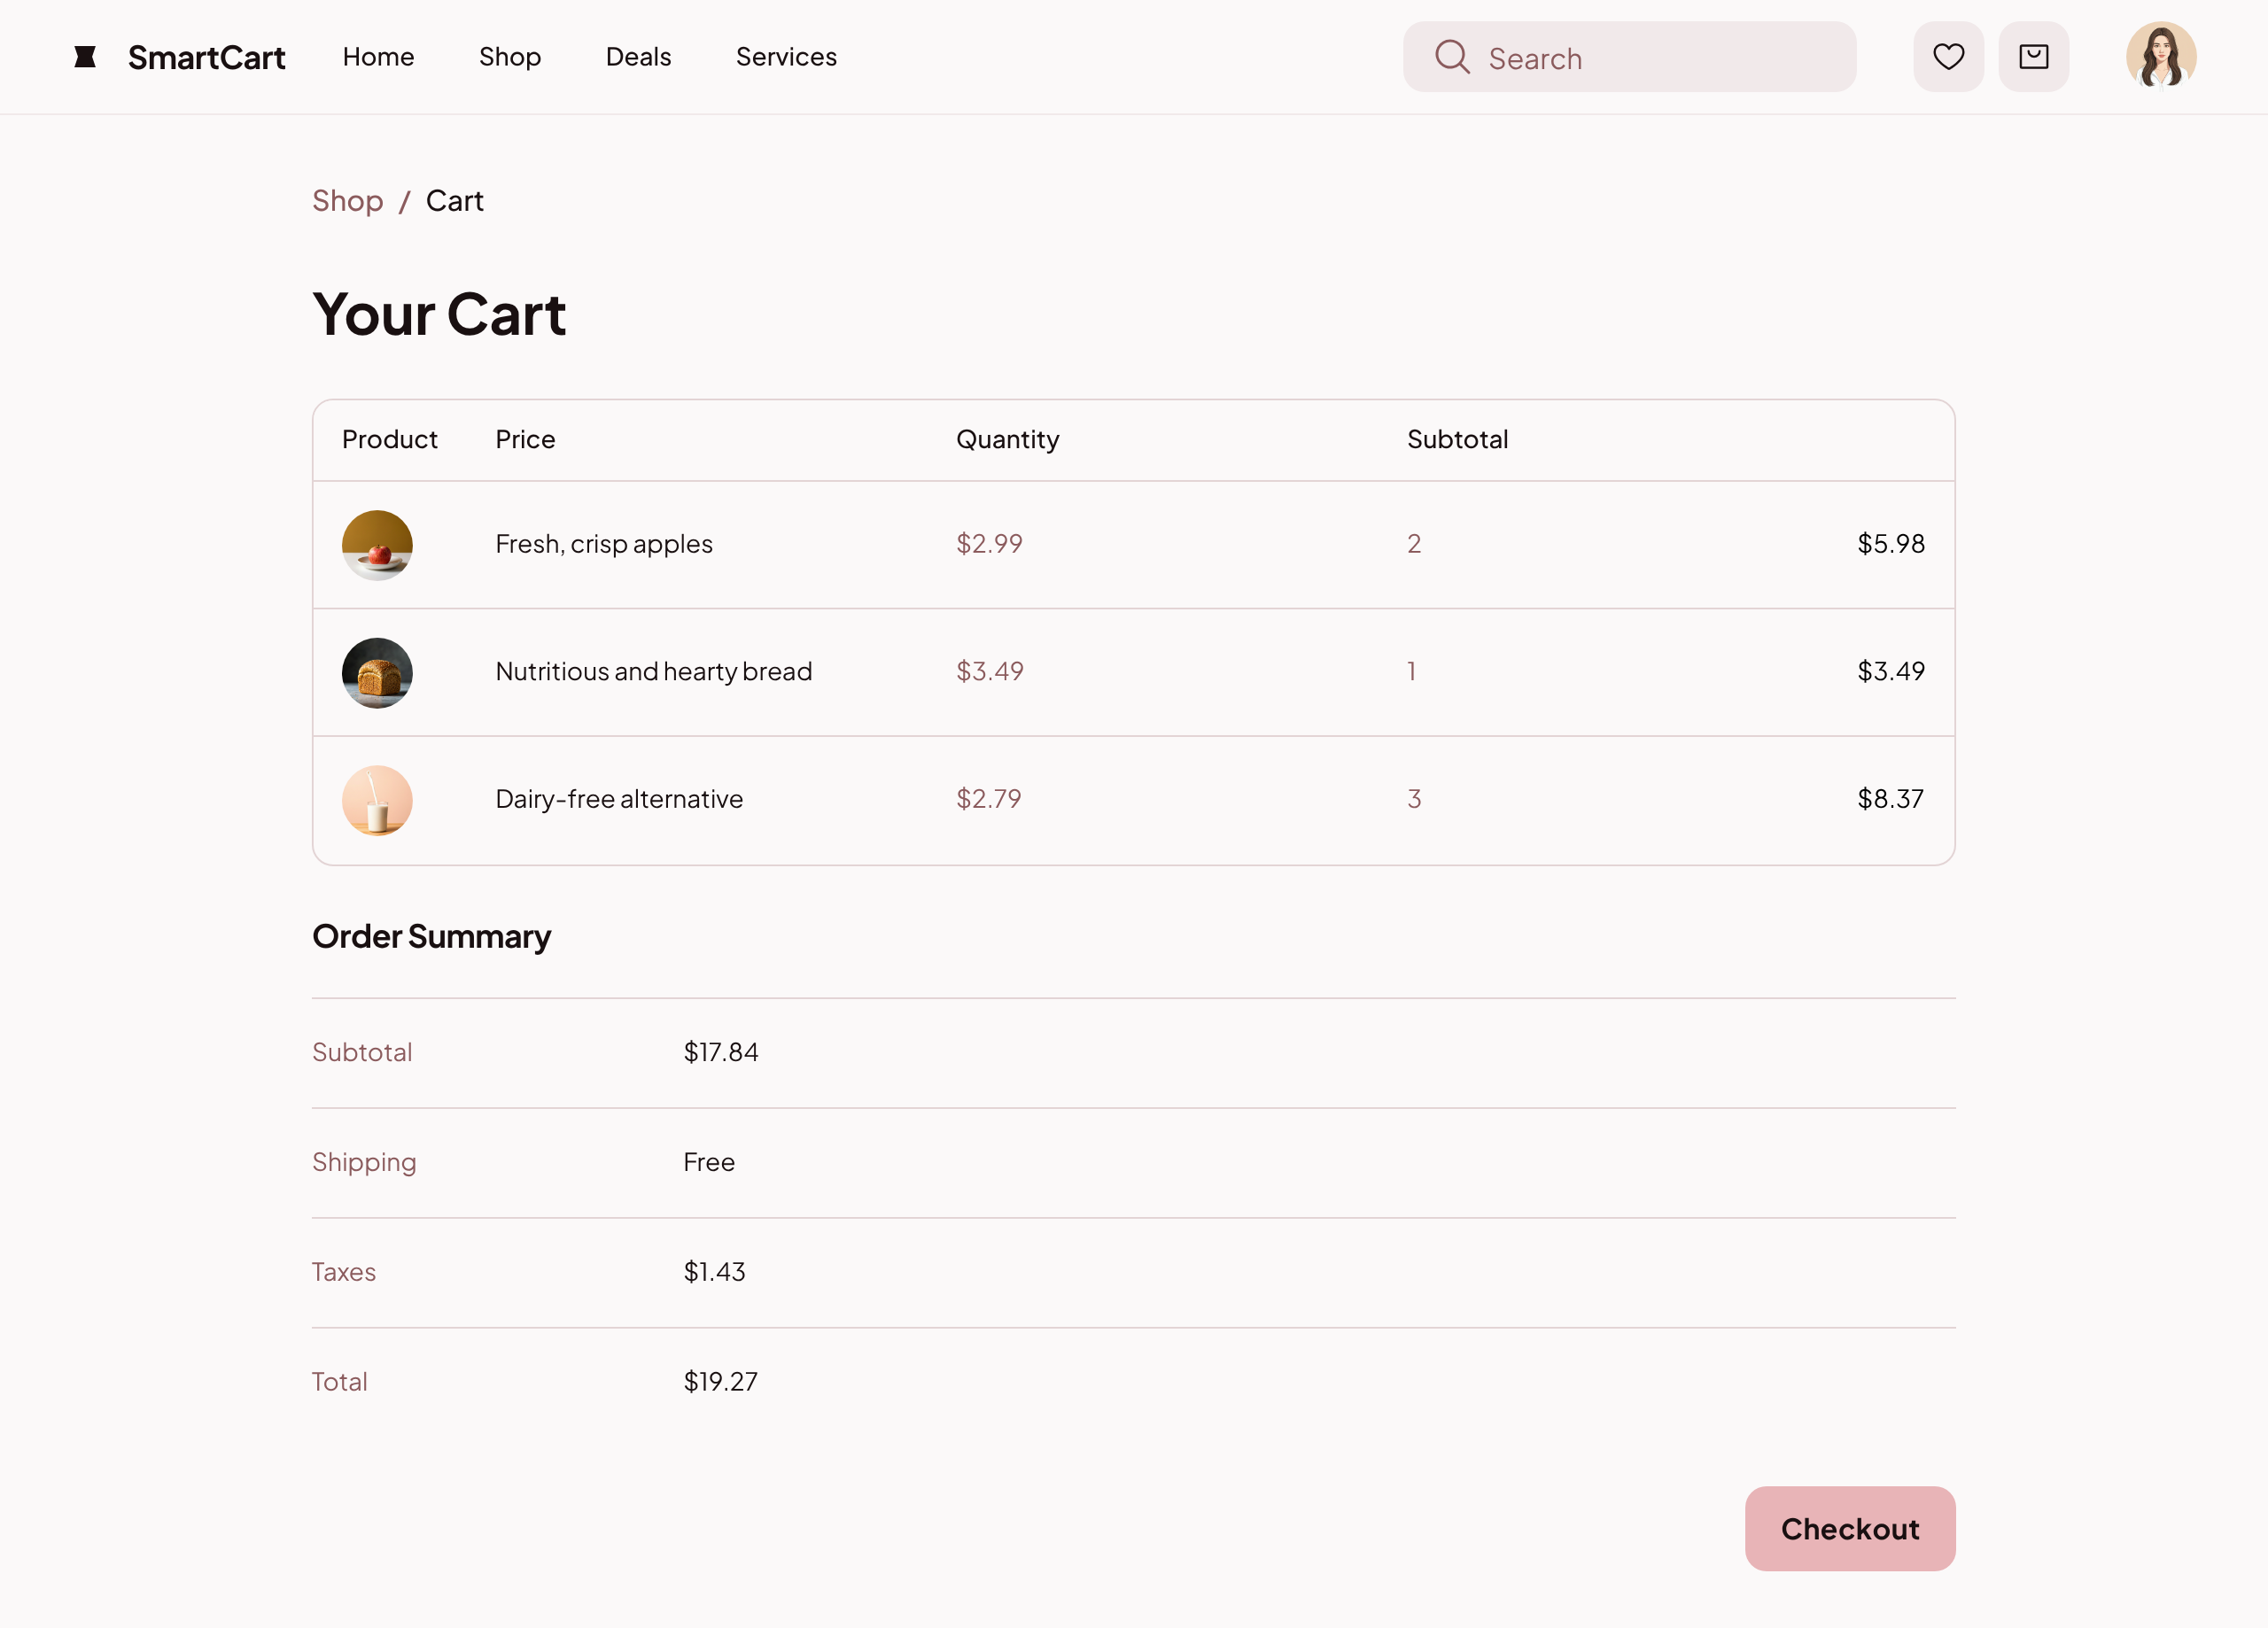 SmartCart Home Shop Deals Services Search
Shop / Cart
Your Cart
Product Price Quantity Subtotal
Fresh, crisp apples $2.99 2 $5.98
Nutritious and hearty bread $3.49 1 $3.49
Dairy-free alternative $2.79 3 $8.37
Order Summary
Subtotal $17.84
Shipping Free
Taxes $1.43
Total $19.27
Checkout